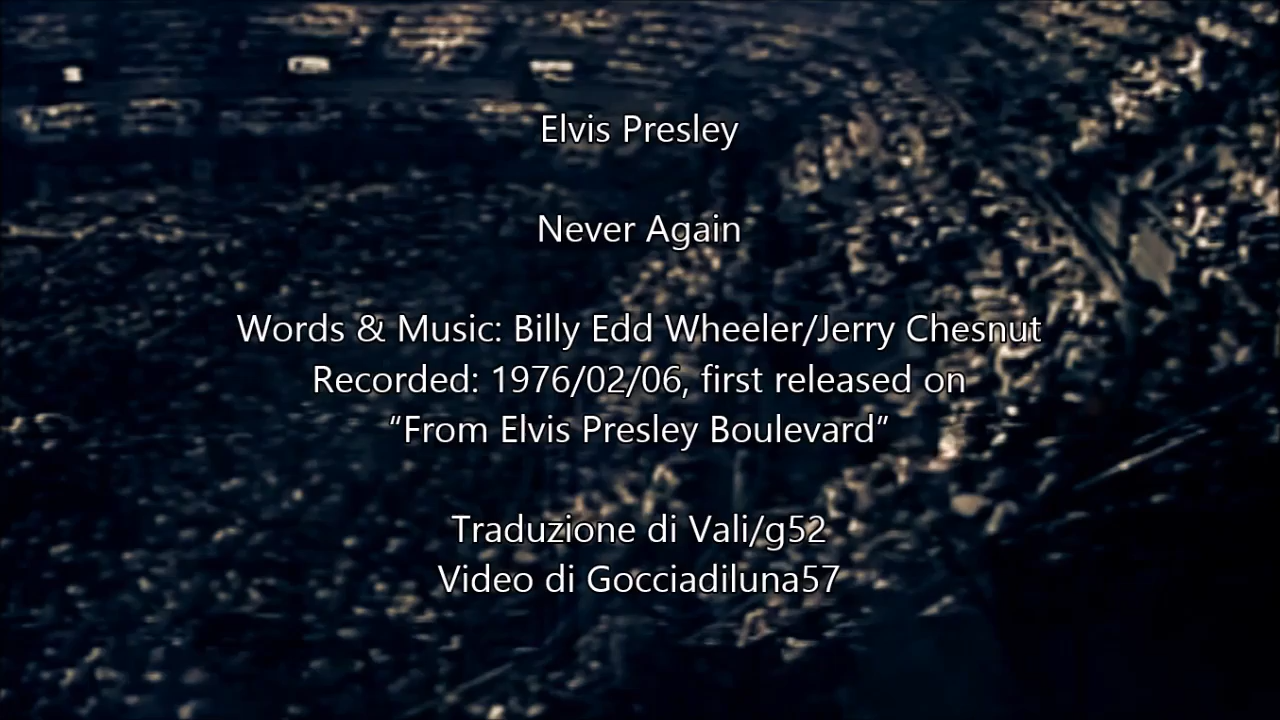 Elvis Presley
Never Again
Words & Music: Billy Edd Wheeler/Jerry Chesnut
Recorded: 1976/02/06, first released on
“From Elvis Presley Boulevard”
Traduzione di Vali/g52
Video di Gocciadiluna57